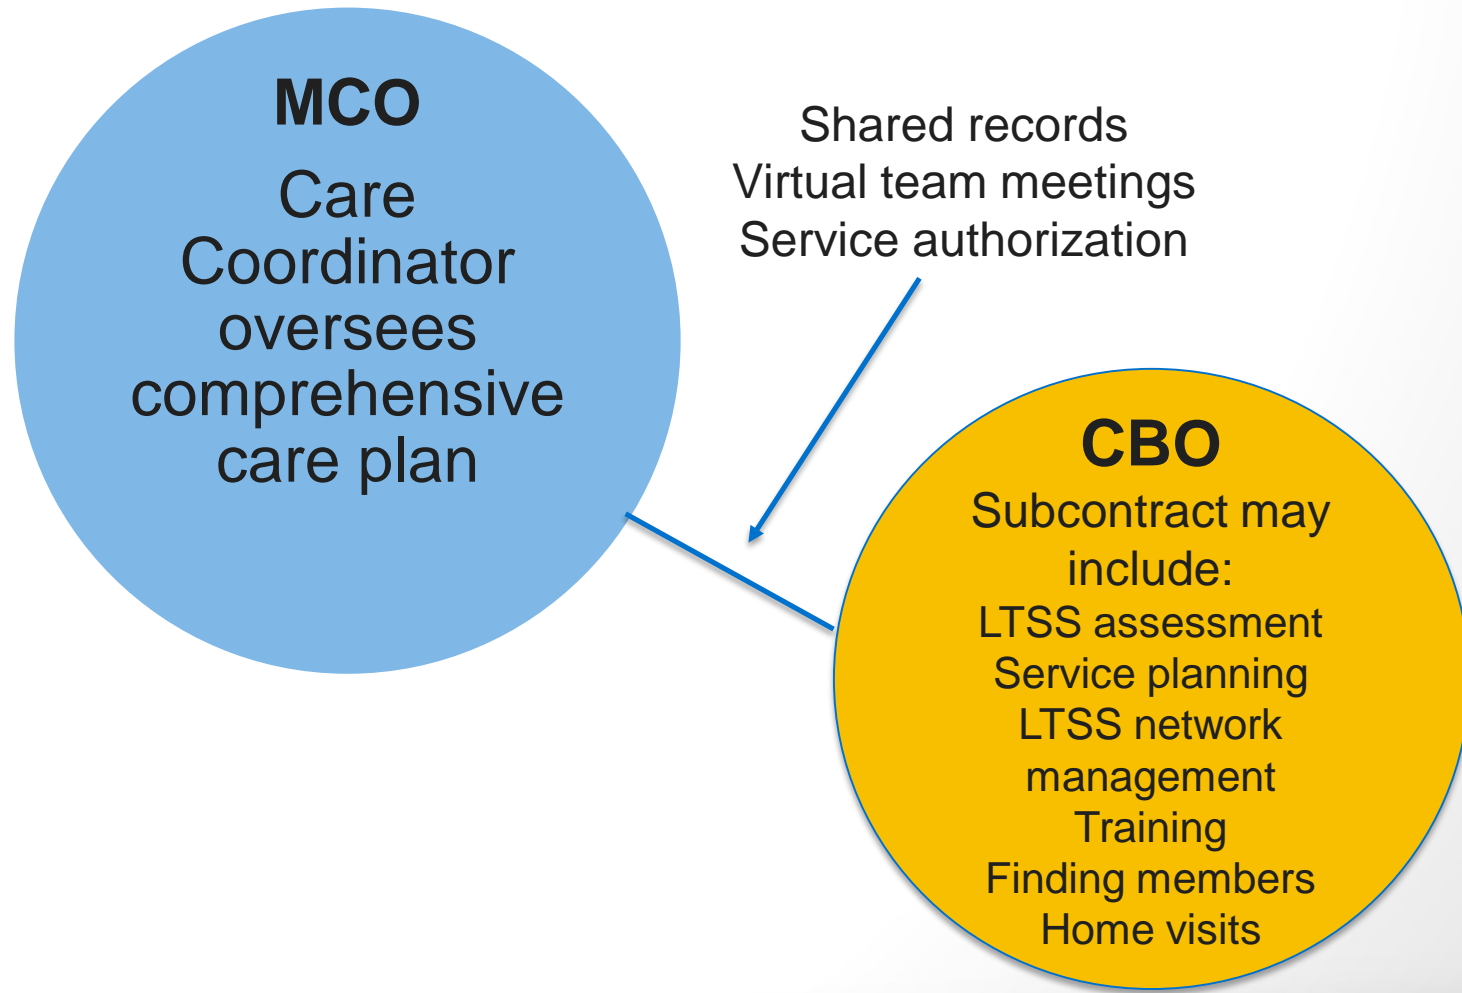 MCO
Care
Coordinator
oversees
comprehensive
care plan
Shared records
Virtual team meetings
Service authorization
CBO
Subcontract may
include:
LTSS assessment
Service planning
LTSS network
management
Training
Finding members
Home visits